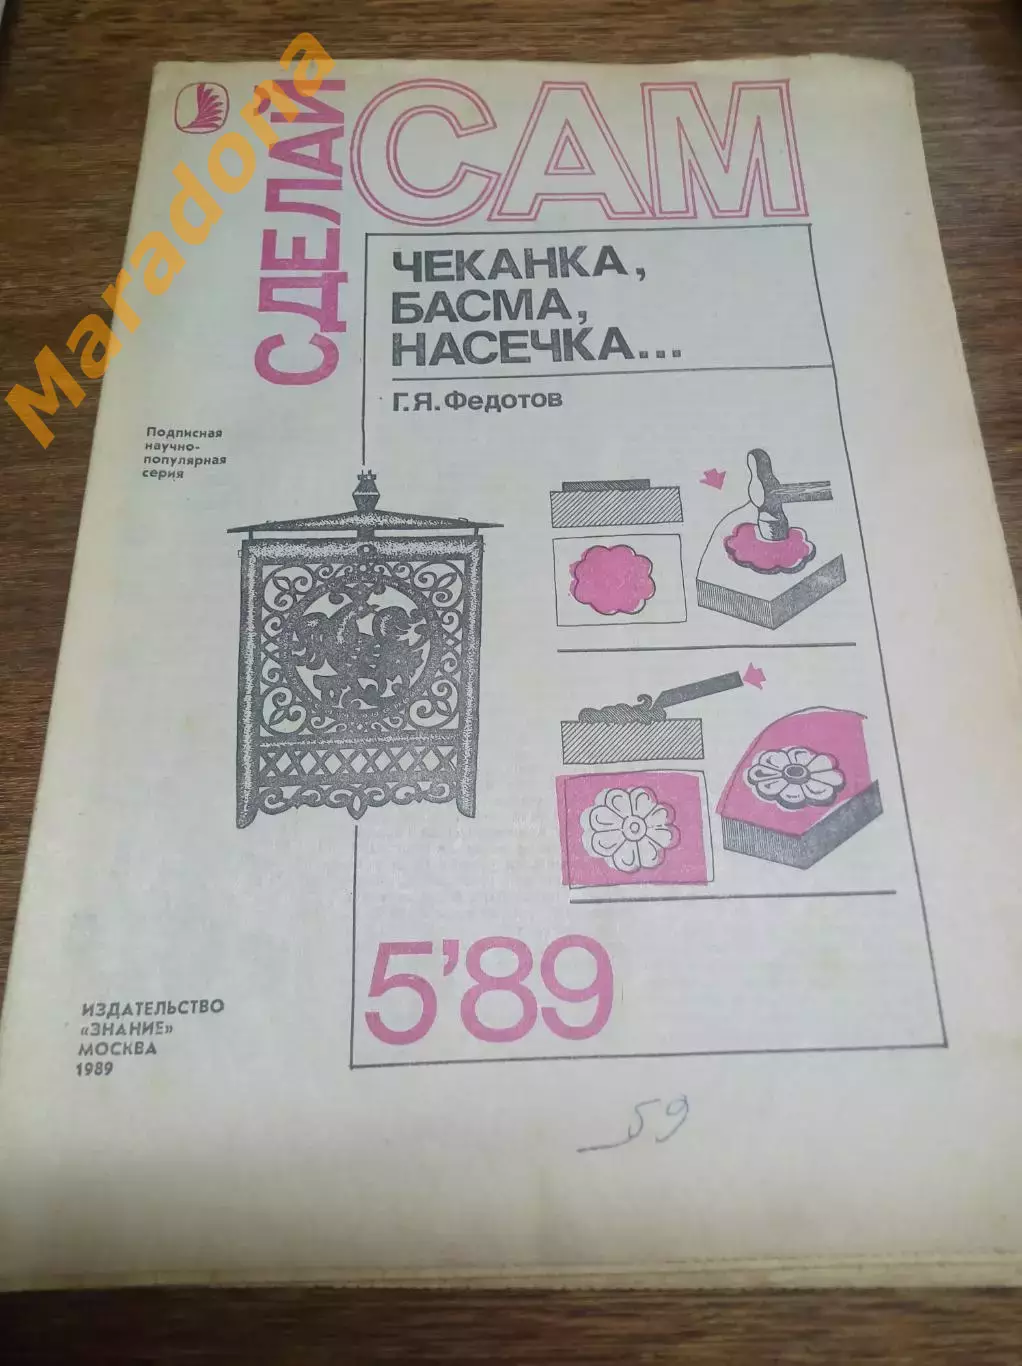 СДЕЛАЙ
САМ
ЧЕКАНКА,
БАСМА,
НАСЕЧКА...
Г.Я.Федотов
Подписная
научно-
популярная
серия
5'89
ИЗДАТЕЛЬСТВО
«ЗНАНИЕ»
МОСКВА
1989
59
Maradona